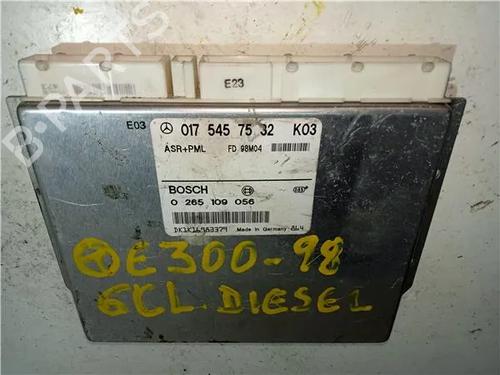 E23
E03
017 545 75 32 K03
ASR+PML FD 98M04
BOSCH
0 265 109 056
DK1K16963379 Made in Germany
E300-98
6CL.DIESEL
B-PARTS